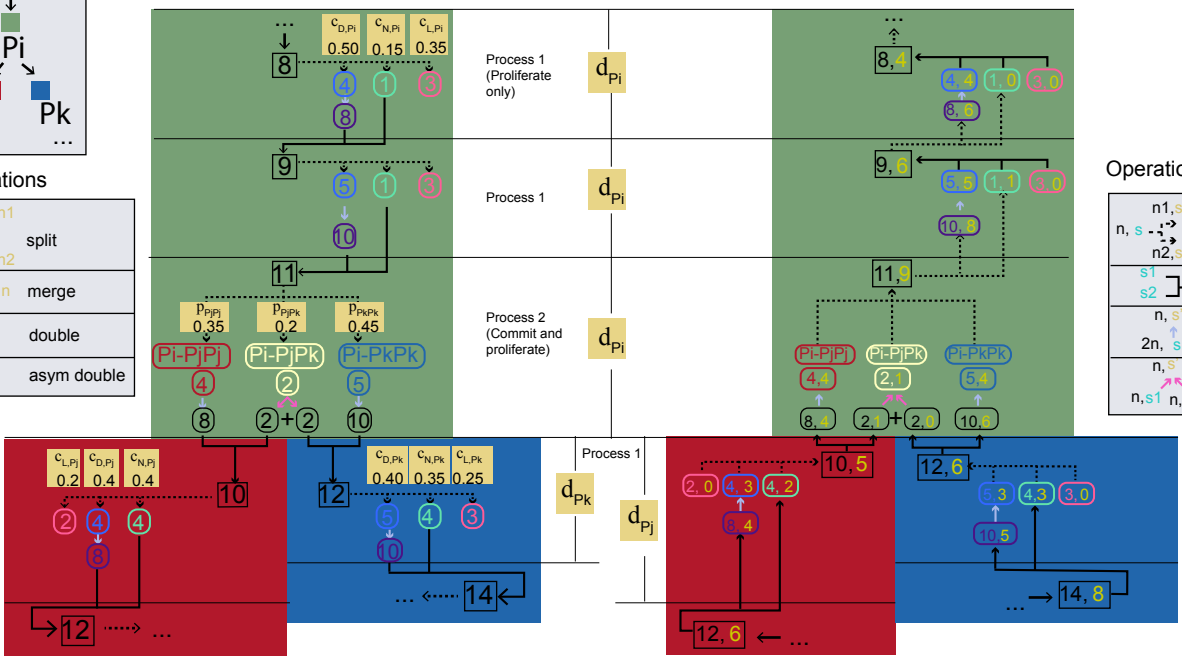 Pi
Pk
...
ations
n1
split
n2
n
merge
double
asym double
...
c_D,Pi c_N,Pi c_L,Pi
0.50 0.15 0.35
8
4 1 3
8
9
5 1 3
10
11
p_PjPj p_PjPk p_PkPk
0.35 0.2 0.45
Pi-PjPj Pi-PjPk Pi-PkPk
4 2 5
8 2 + 2 10
c_L,Pj c_D,Pj c_N,Pj
0.2 0.4 0.4
10
2 4 4
8
12 ...
c_D,Pk c_N,Pk c_L,Pk
0.40 0.35 0.25
12
5 4 3
10
... 14
Process 1
(Proliferate
only)
d_Pi
Process 1
d_Pi
Process 2
(Commit and
proliferate)
d_Pi
Process 1
d_Pk
d_Pj
...
8,4
4,4 1,0 3,0
8,6
9,6
5,5 1,1 3,0
10,8
11,9
Pi-PjPj Pi-PjPk Pi-PkPk
4,4 2,1 5,4
8,4 2,1 + 2,0 10,6
10,5
2,0 4,3 4,2
8,4
12,6 ...
12,6
5,3 4,3 3,0
10,5
... 14,8
Operatio
n1,s
n, s
n2,s
s1
s2
n, s
2n, s
n, s
n,s1 n,